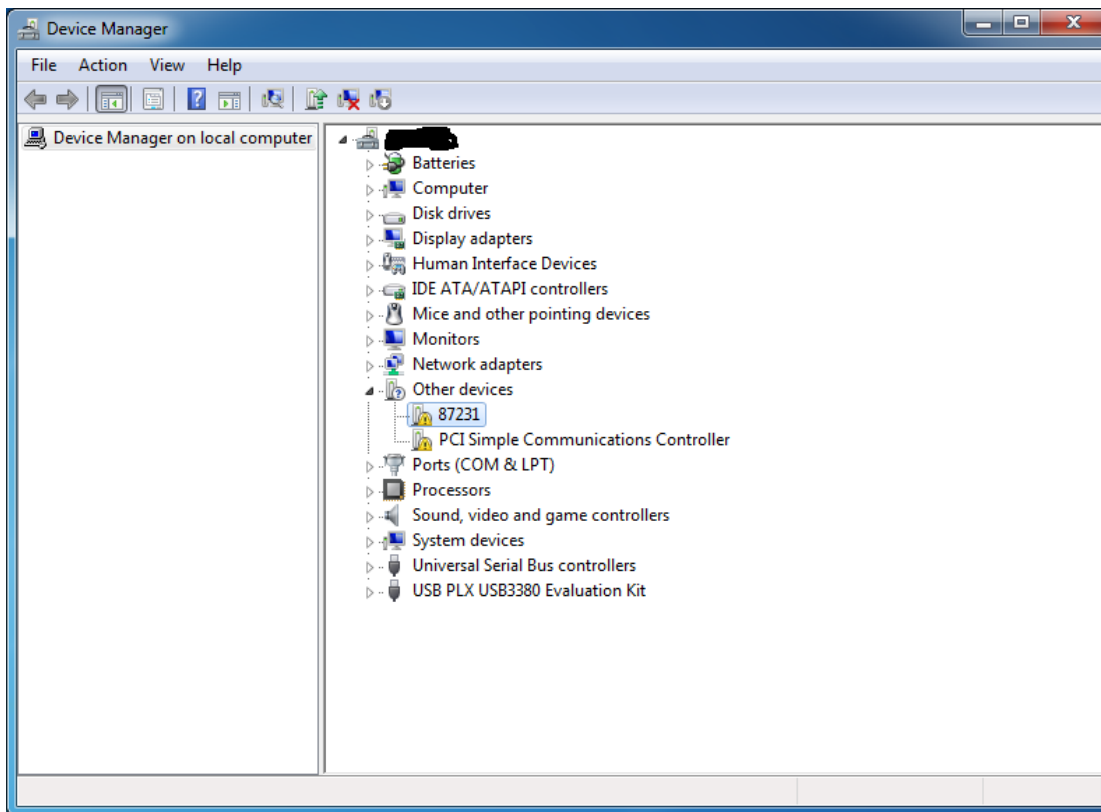 Device Manager
File Action View Help
Device Manager on local computer
Batteries
Computer
Disk drives
Display adapters
Human Interface Devices
IDE ATA/ATAPI controllers
Mice and other pointing devices
Monitors
Network adapters
Other devices
87231
PCI Simple Communications Controller
Ports (COM & LPT)
Processors
Sound, video and game controllers
System devices
Universal Serial Bus controllers
USB PLX USB3380 Evaluation Kit